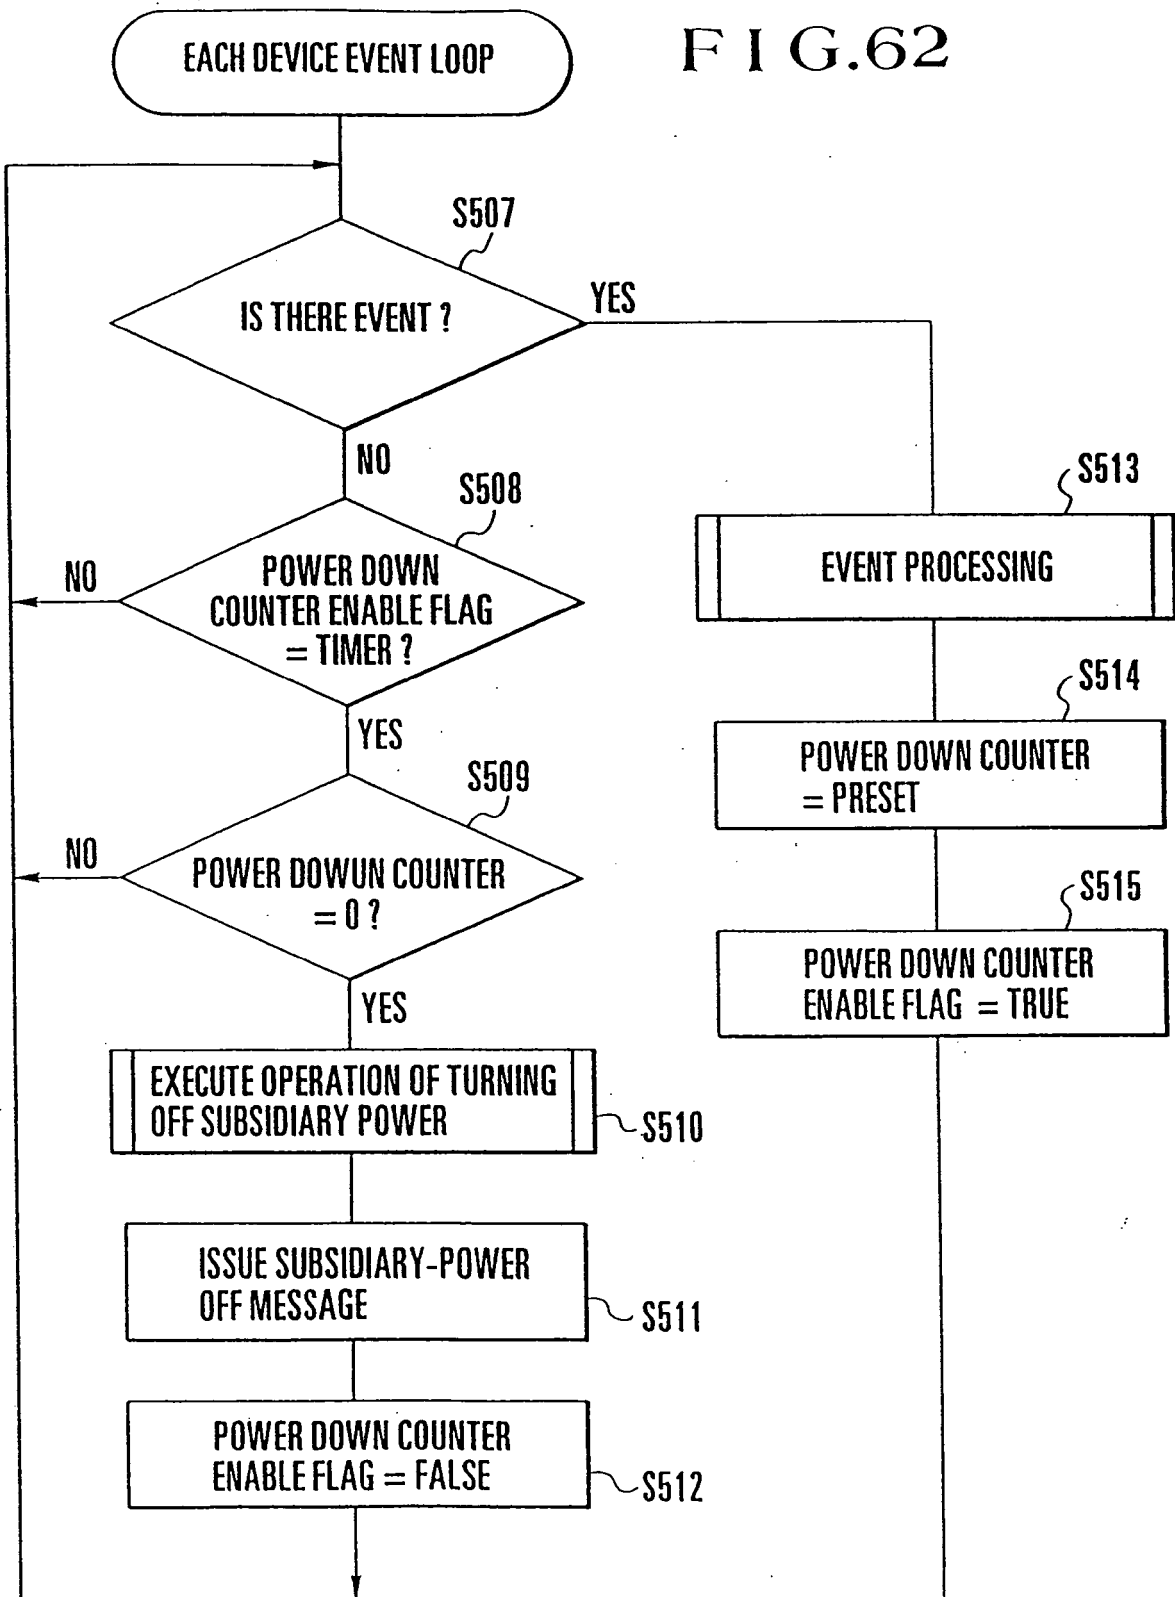 FIG.62
EACH DEVICE EVENT LOOP
S507
IS THERE EVENT ?
YES
NO
S508
POWER DOWN
COUNTER ENABLE FLAG
= TIMER ?
NO
YES
S509
POWER DOWUN COUNTER
= 0 ?
NO
YES
EXECUTE OPERATION OF TURNING
OFF SUBSIDIARY POWER
S510
ISSUE SUBSIDIARY-POWER
OFF MESSAGE
S511
POWER DOWN COUNTER
ENABLE FLAG = FALSE
S512
S513
EVENT PROCESSING
S514
POWER DOWN COUNTER
= PRESET
S515
POWER DOWN COUNTER
ENABLE FLAG = TRUE